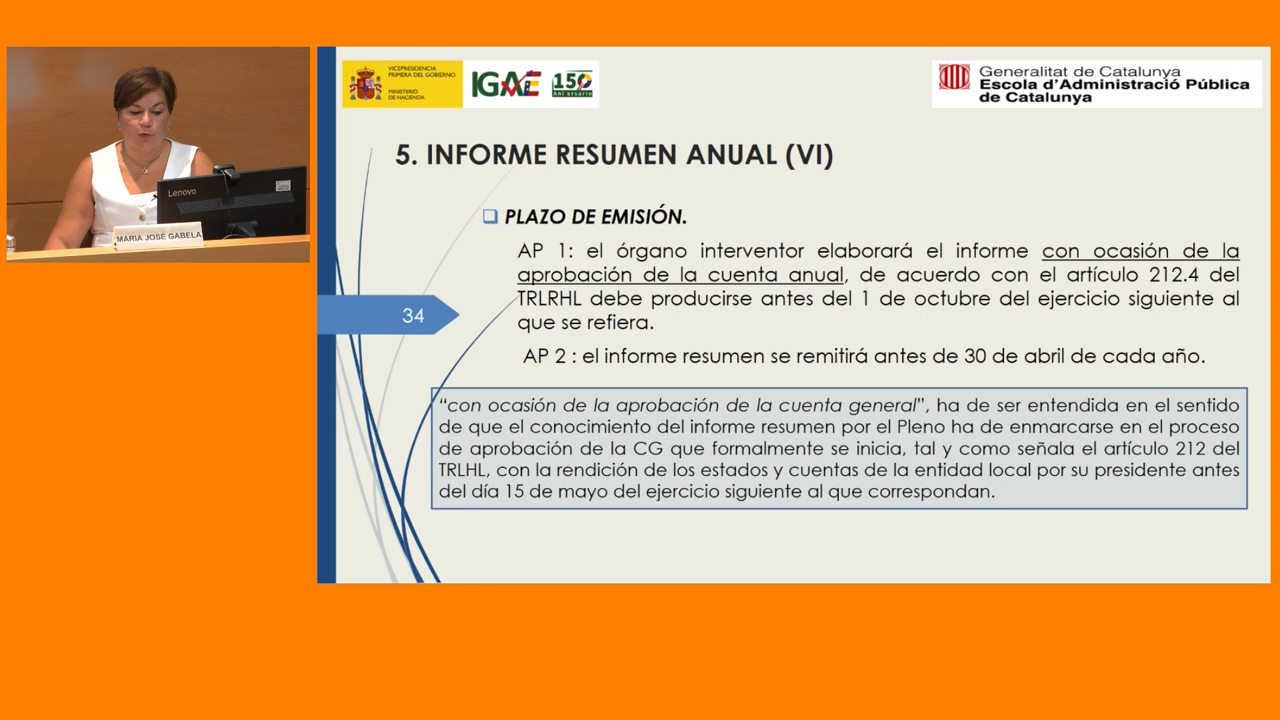 VICEPRESIDENCIA
PRIMERA DEL GOBIERNO
MINISTERIO
DE HACIENDA
IGAE
150
Aniversario
Generalitat de Catalunya
Escola d'Administració Pública
de Catalunya
Lenovo
MARIA JOSÉ GABELA
5. INFORME RESUMEN ANUAL (VI)
❑ PLAZO DE EMISIÓN.
AP 1: el órgano interventor elaborará el informe con ocasión de la
aprobación de la cuenta anual, de acuerdo con el artículo 212.4 del
TRLRHL debe producirse antes del 1 de octubre del ejercicio siguiente al
que se refiera.
34
AP 2 : el informe resumen se remitirá antes de 30 de abril de cada año.
“con ocasión de la aprobación de la cuenta general”, ha de ser entendida en el sentido
de que el conocimiento del informe resumen por el Pleno ha de enmarcarse en el proceso
de aprobación de la CG que formalmente se inicia, tal y como señala el artículo 212 del
TRLHL, con la rendición de los estados y cuentas de la entidad local por su presidente antes
del día 15 de mayo del ejercicio siguiente al que correspondan.